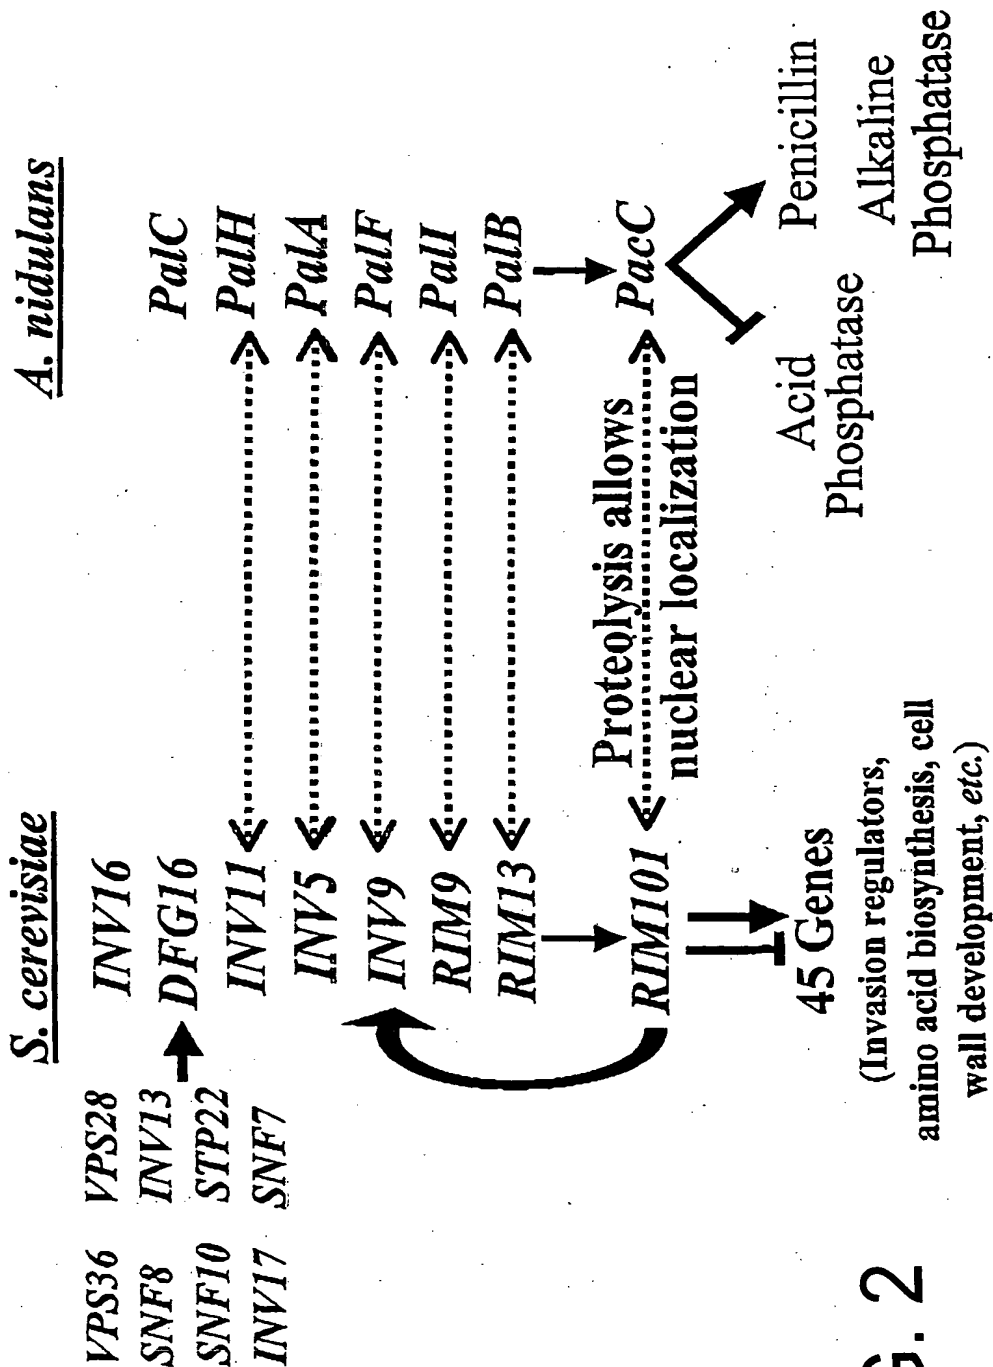 S. cerevisiae A. nidulans
VPS36 VPS28 INV16
SNF8 INV13 DFG16 PalC
SNF10 STP22 INV11 PalH
INV17 SNF7 INV5 PalA
INV9 PalF
RIM9 PalI
RIM13 PalB
Proteolysis allows
RIM101 PacC
nuclear localization
45 Genes
(Invasion regulators,
amino acid biosynthesis, cell
wall development, etc.)
Acid
Phosphatase
Penicillin
Alkaline
Phosphatase
G. 2